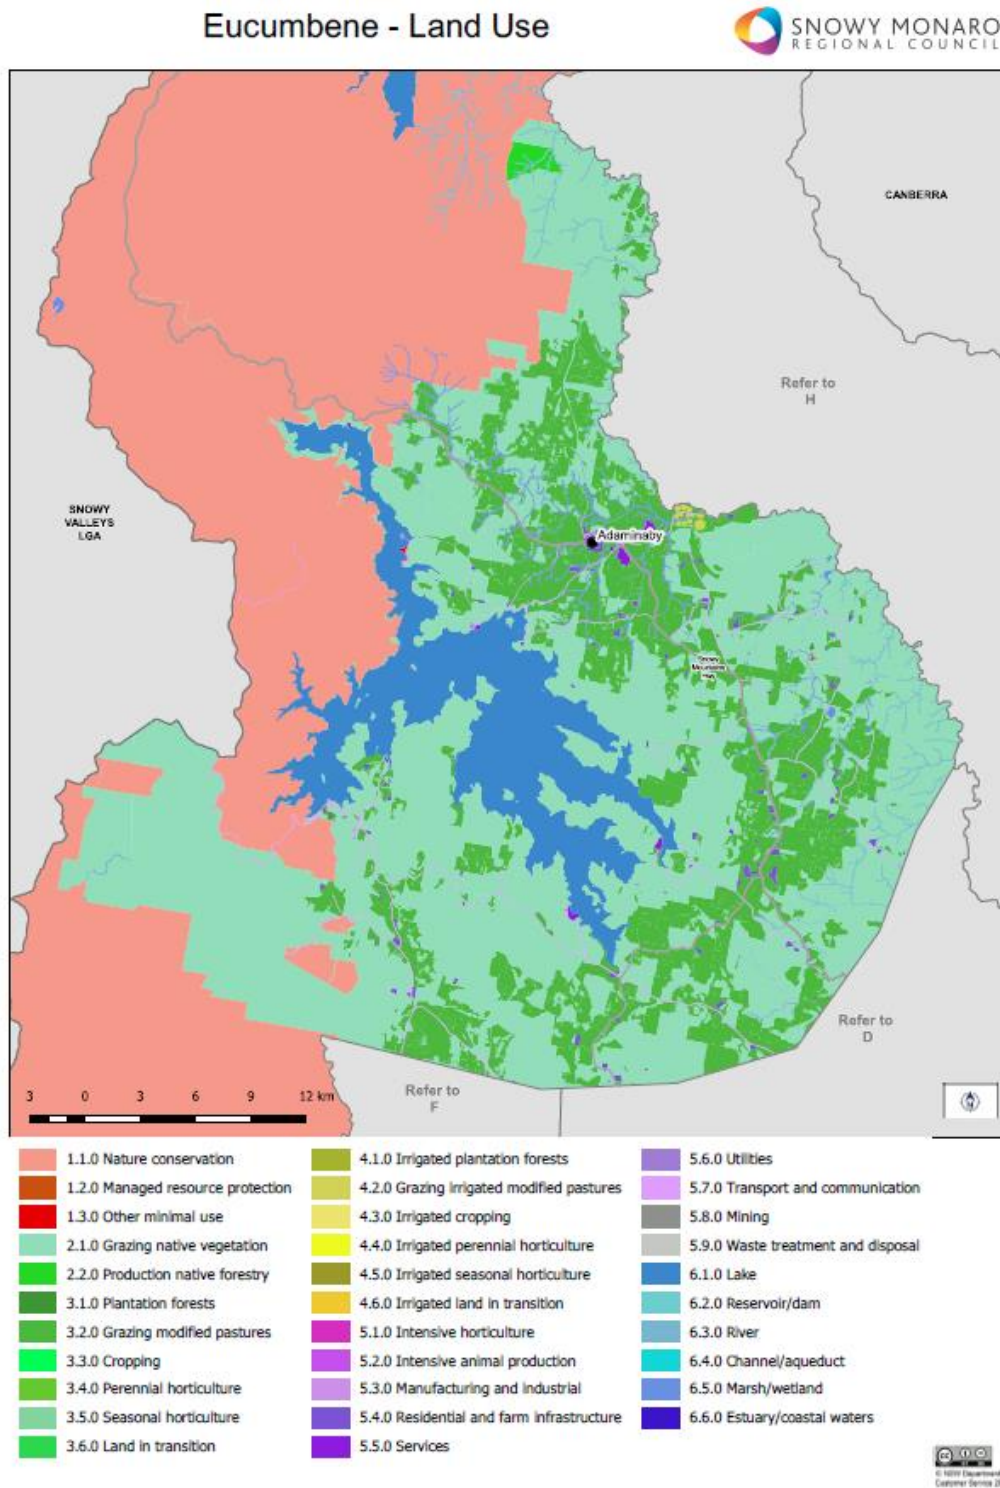 Eucumbene - Land Use
SNOWY MONARO
REGIONAL COUNCIL
CANBERRA
Refer to
H
SNOWY
VALLEYS
LGA
Adaminaby
Snowy
Mountains
Hwy
Refer to
D
Refer to
F
3 0 3 6 9 12 km
N
1.1.0 Nature conservation
1.2.0 Managed resource protection
1.3.0 Other minimal use
2.1.0 Grazing native vegetation
2.2.0 Production native forestry
3.1.0 Plantation forests
3.2.0 Grazing modified pastures
3.3.0 Cropping
3.4.0 Perennial horticulture
3.5.0 Seasonal horticulture
3.6.0 Land in transition
4.1.0 Irrigated plantation forests
4.2.0 Grazing irrigated modified pastures
4.3.0 Irrigated cropping
4.4.0 Irrigated perennial horticulture
4.5.0 Irrigated seasonal horticulture
4.6.0 Irrigated land in transition
5.1.0 Intensive horticulture
5.2.0 Intensive animal production
5.3.0 Manufacturing and industrial
5.4.0 Residential and farm infrastructure
5.5.0 Services
5.6.0 Utilities
5.7.0 Transport and communication
5.8.0 Mining
5.9.0 Waste treatment and disposal
6.1.0 Lake
6.2.0 Reservoir/dam
6.3.0 River
6.4.0 Channel/aqueduct
6.5.0 Marsh/wetland
6.6.0 Estuary/coastal waters
cc
© NSW Department
Customer Service